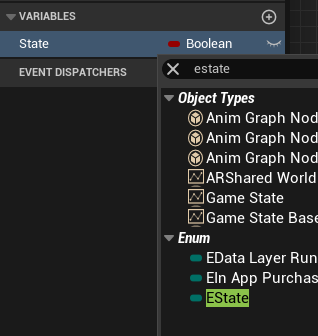 VARIABLES
State Boolean
EVENT DISPATCHERS
estate
Object Types
Anim Graph Nod
Anim Graph Nod
Anim Graph Nod
ARShared World
Game State
Game State Base
Enum
EData Layer Run
EIn App Purchas
EState